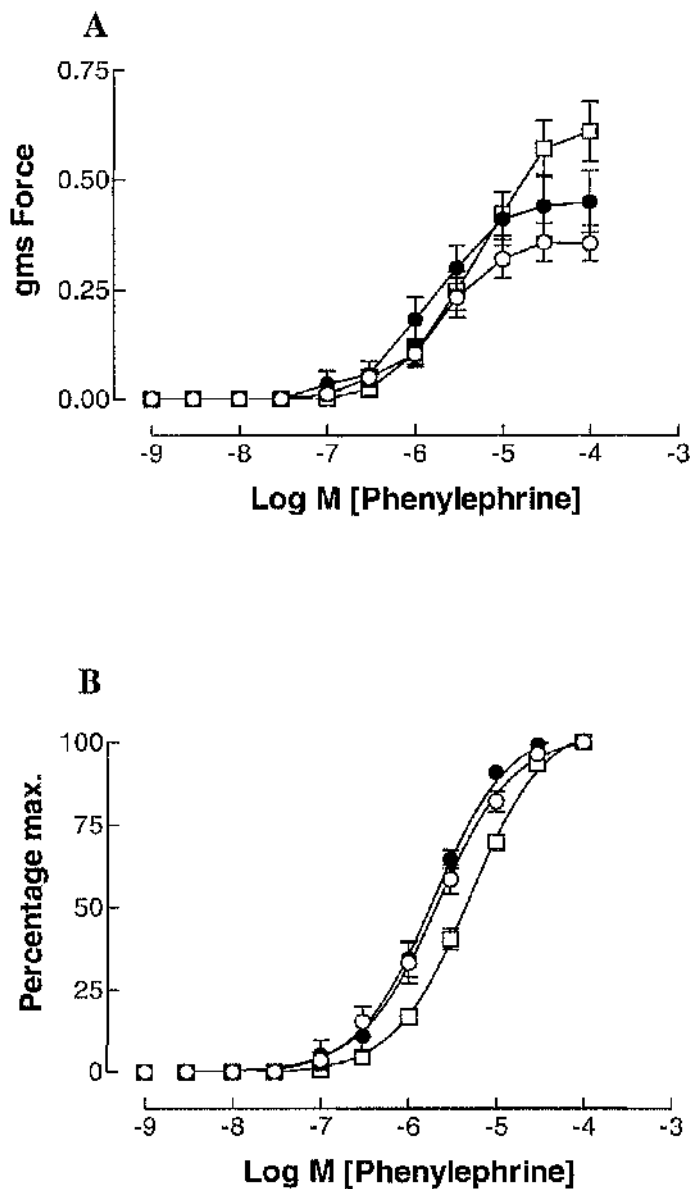 A
0.75
0.50
0.25
0.00
gms Force
-9 -8 -7 -6 -5 -4 -3
Log M [Phenylephrine]
B
100
75
50
25
0
Percentage max.
-9 -8 -7 -6 -5 -4 -3
Log M [Phenylephrine]